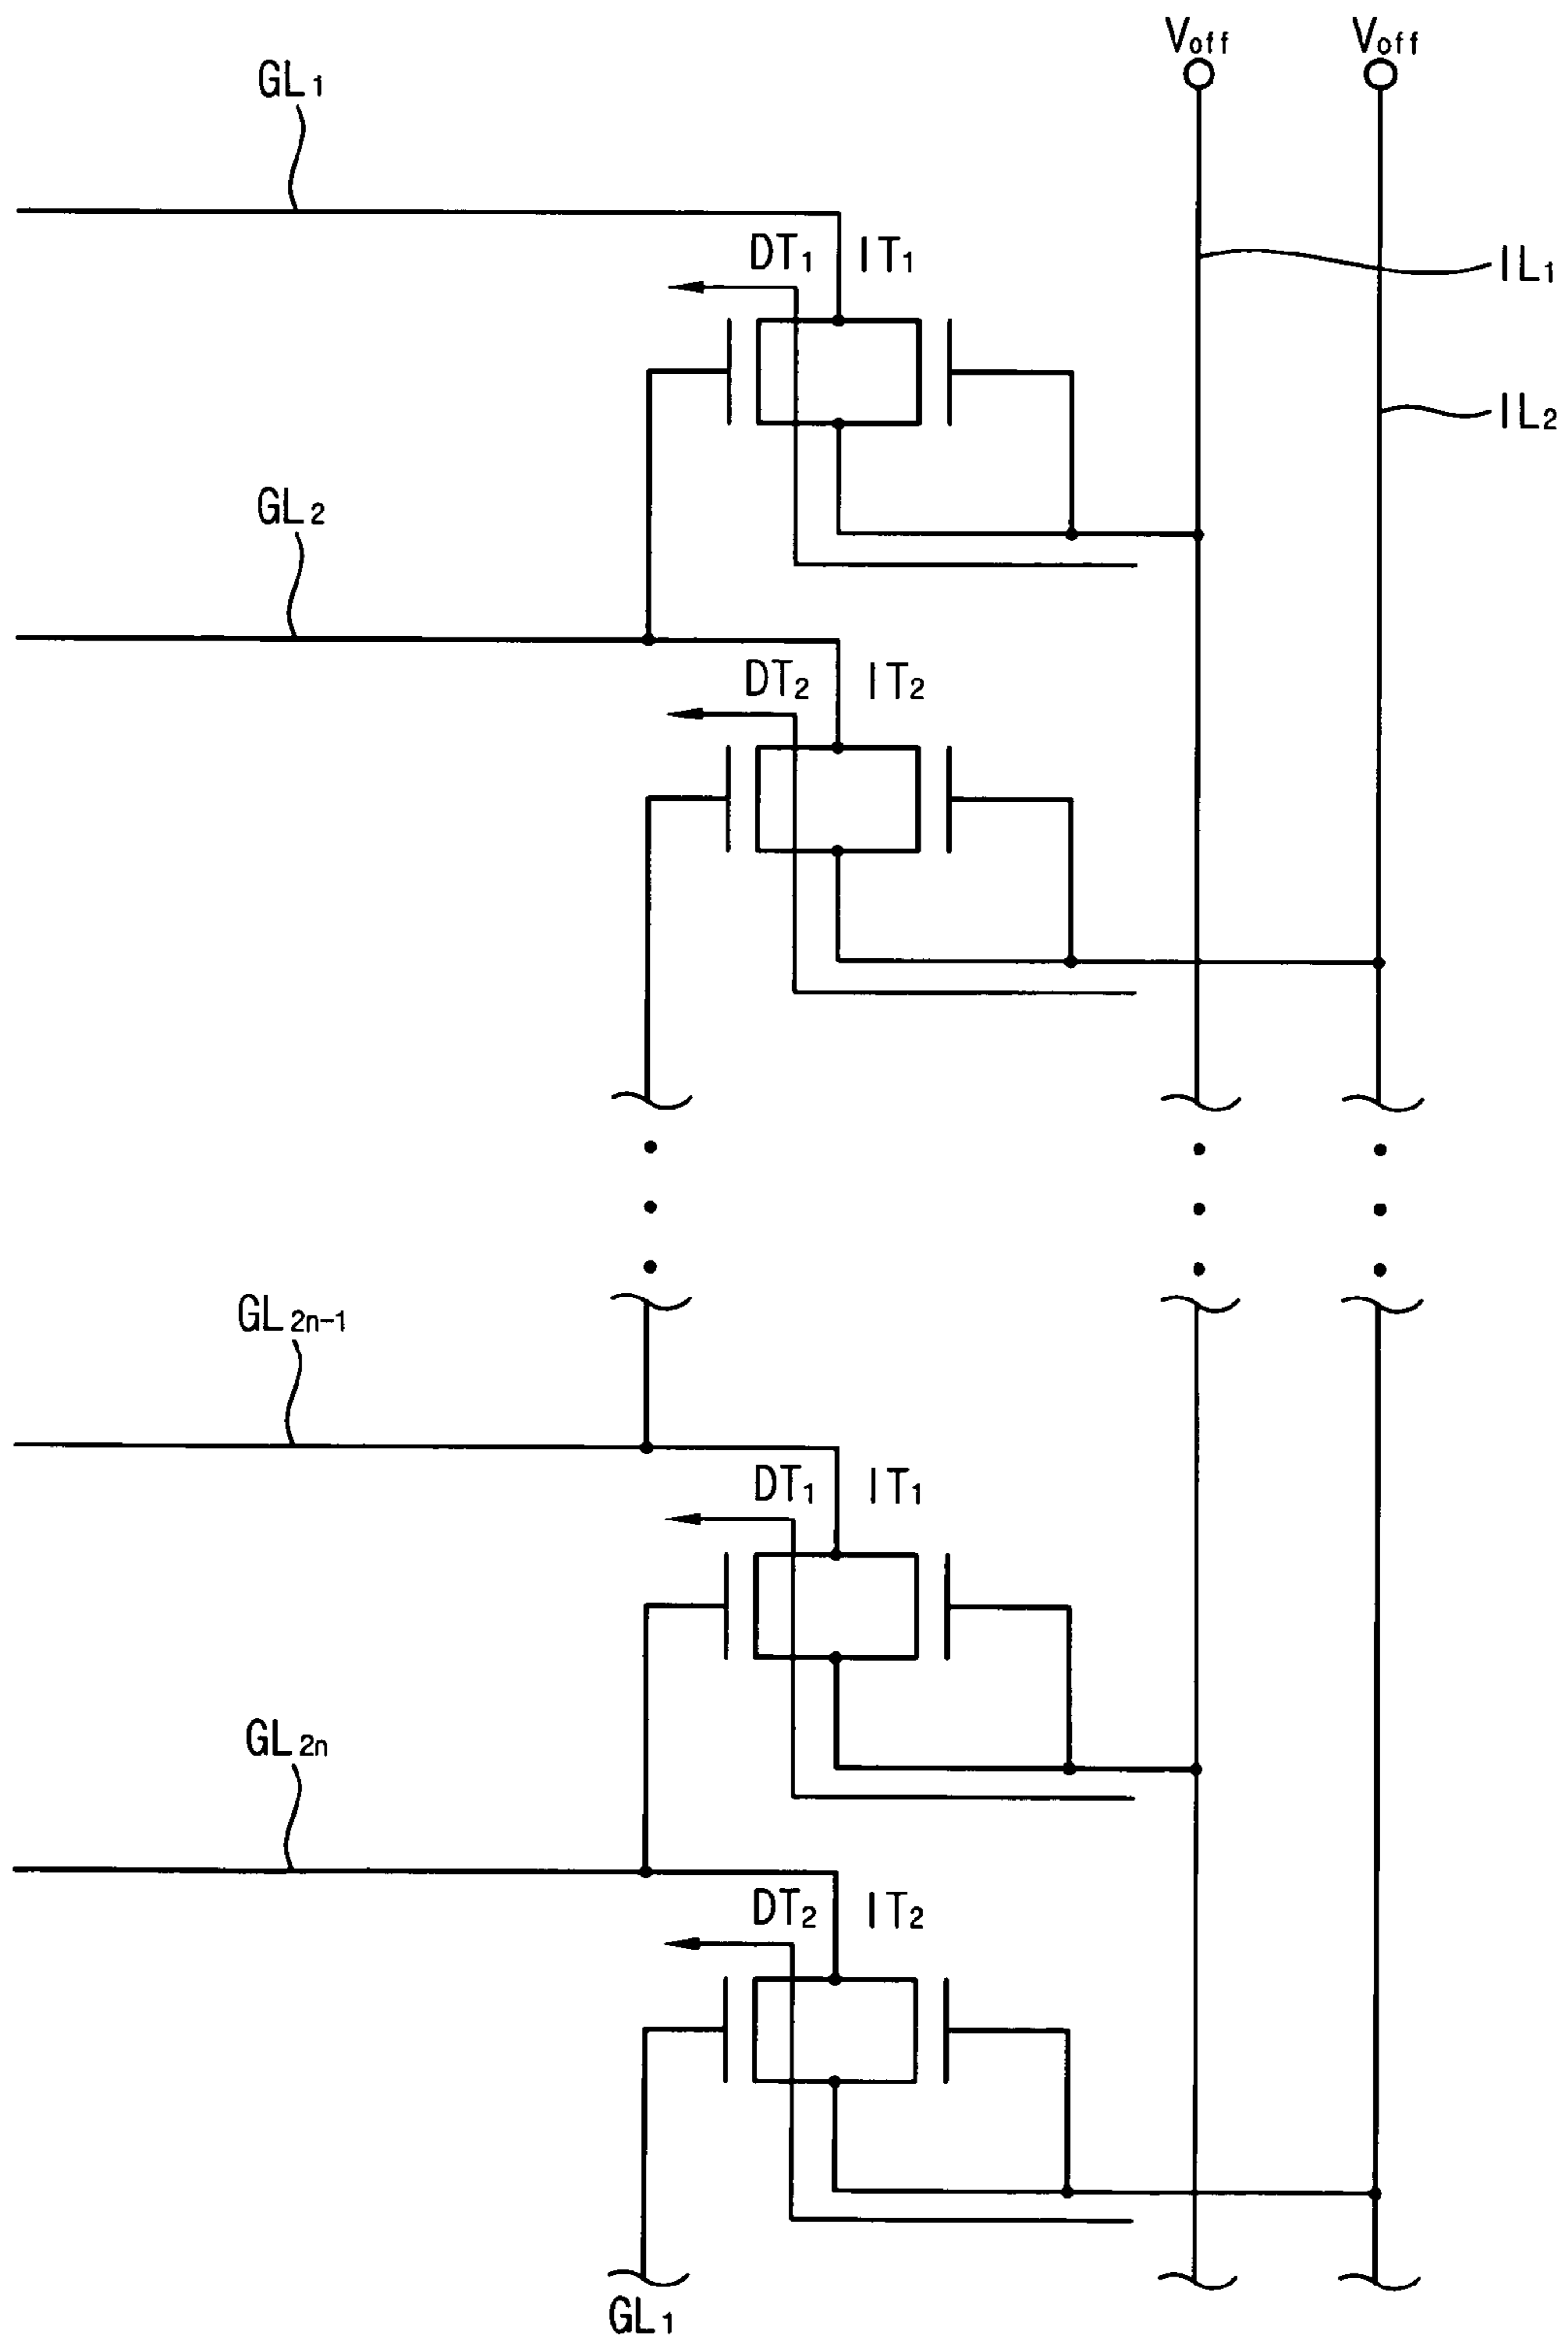 Voff Voff
GL1
DT1 IT1
IL1
IL2
GL2
DT2 IT2
GL2n-1
DT1 IT1
GL2n
DT2 IT2
GL1